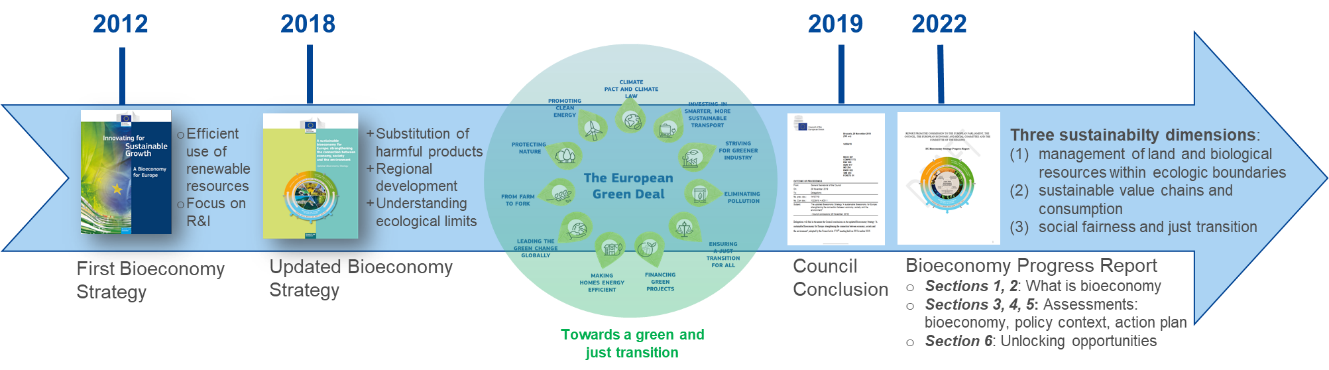 2012
2018
2019
2022
Innovating for
Sustainable
Growth
A Bioeconomy
for Europe
o Efficient
use of
renewable
resources
o Focus on
R&I
First Bioeconomy
Strategy
+ Substitution of
harmful products
+ Regional
development
+ Understanding
ecological limits
Updated Bioeconomy
Strategy
The European
Green Deal
CLIMATE
PACT AND CLIMATE
LAW
INVESTING IN
SMARTER, MORE
SUSTAINABLE
TRANSPORT
STRIVING
FOR GREENER
INDUSTRY
ELIMINATING
POLLUTION
ENSURING
A JUST
TRANSITION
FOR ALL
FINANCING
GREEN
PROJECTS
MAKING
HOMES ENERGY
EFFICIENT
LEADING THE
GREEN CHANGE
GLOBALLY
FROM FARM
TO FORK
PROTECTING
NATURE
PROMOTING
CLEAN
ENERGY
Towards a green and
just transition
Council
Conclusion
Bioeconomy Progress Report
o Sections 1, 2: What is bioeconomy
o Sections 3, 4, 5: Assessments:
bioeconomy, policy context, action plan
o Section 6: Unlocking opportunities
Three sustainabilty dimensions:
(1) management of land and biological
resources within ecologic boundaries
(2) sustainable value chains and
consumption
(3) social fairness and just transition